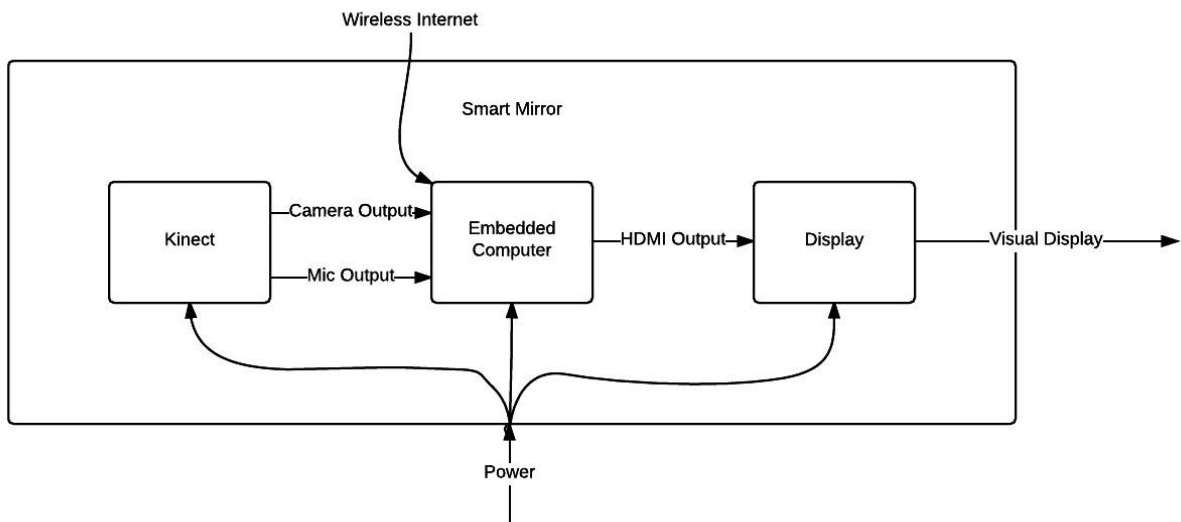 Wireless Internet
Smart Mirror
Kinect
Camera Output
Mic Output
Embedded
Computer
HDMI Output
Display
Visual Display
Power